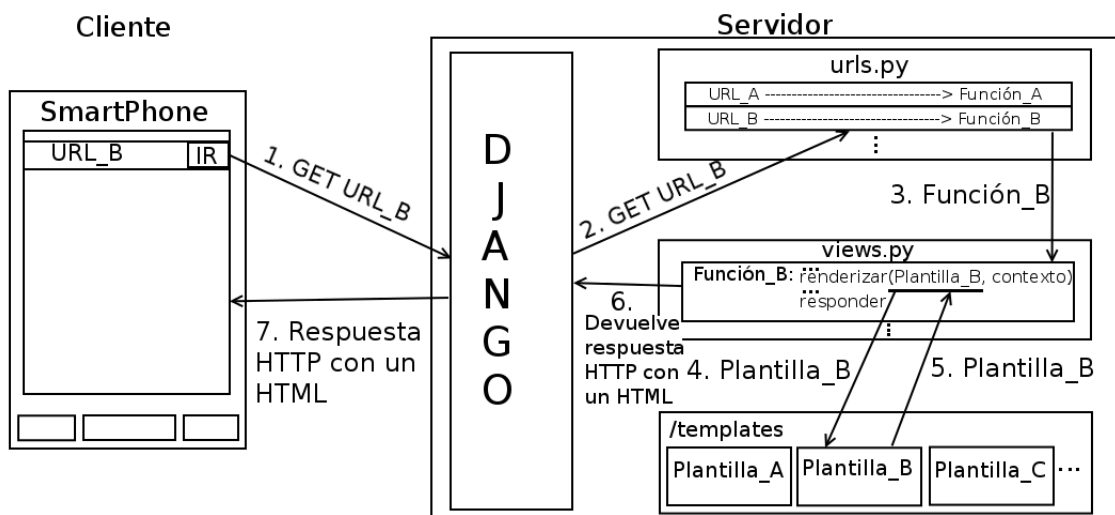 Cliente
Servidor
SmartPhone
URL_B
IR
1. GET URL_B
D
J
A
N
G
O
2. GET URL_B
urls.py
URL_A --------------------------------> Función_A
URL_B --------------------------------> Función_B
...
3. Función_B
views.py
Función_B:
...
renderizar(Plantilla_B, contexto)
...
responder
...
4. Plantilla_B
5. Plantilla_B
/templates
Plantilla_A
Plantilla_B
Plantilla_C
...
6.
Devuelve
respuesta
HTTP con
un HTML
7. Respuesta
HTTP con un
HTML